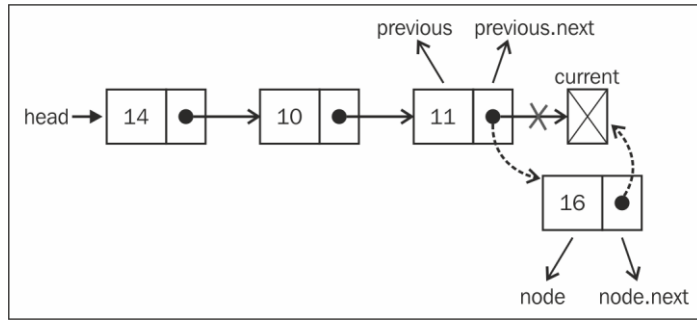 previous previous.next
current
head 14 10 11
16
node node.next